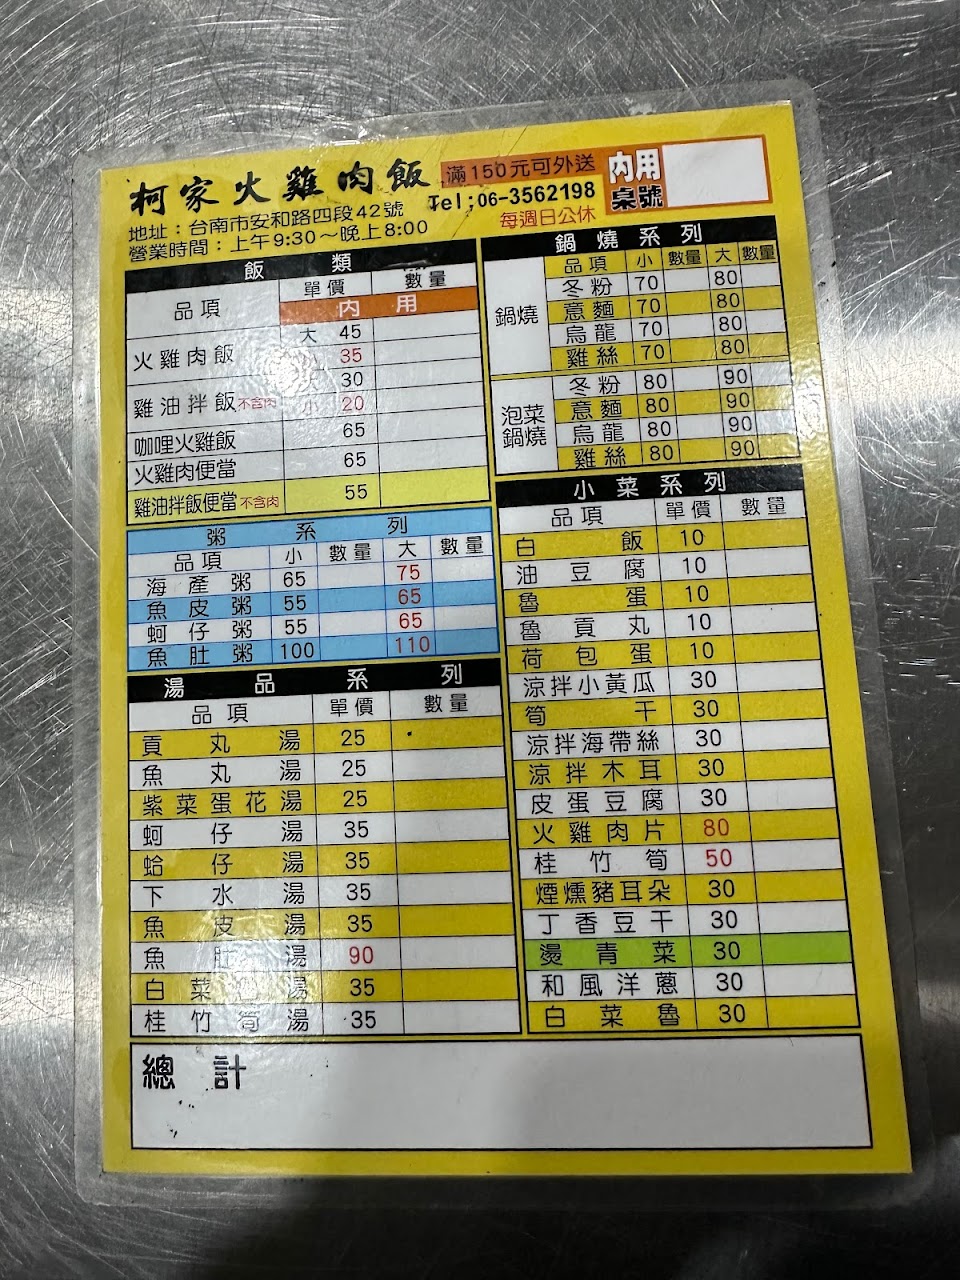 柯家火雞肉飯
滿150元可外送
內用
桌號
地址：台南市安和路四段42號
Tel;06-3562198
營業時間：上午9:30～晚上8:00
每週日公休
飯 類
品項 單價 數量
內用
火雞肉飯 大 45
小 35
雞油拌飯不含肉 30
小 20
咖哩火雞飯 65
火雞肉便當 65
雞油拌飯便當不含肉 55
粥系列
品項 小 數量 大 數量
海產粥 65 75
魚皮粥 55 65
蚵仔粥 55 65
魚肚粥 100 110
湯品系列
品項 單價 數量
貢丸湯 25
魚丸湯 25
紫菜蛋花湯 25
蚵仔湯 35
蛤仔湯 35
下水湯 35
魚皮湯 35
魚肚湯 90
白菜 湯 35
桂竹筍湯 35
鍋燒系列
品項 小 數量 大 數量
鍋燒
冬粉 70 80
意麵 70 80
烏龍 70 80
雞絲 70 80
泡菜鍋燒
冬粉 80 90
意麵 80 90
烏龍 80 90
雞絲 80 90
小菜系列
品項 單價 數量
白飯 10
油豆腐 10
魯蛋 10
魯貢丸 10
荷包蛋 10
涼拌小黃瓜 30
筍干 30
涼拌海帶絲 30
涼拌木耳 30
皮蛋豆腐 30
火雞肉片 80
桂竹筍 50
煙燻豬耳朵 30
丁香豆干 30
燙青菜 30
和風洋蔥 30
白菜魯 30
總計